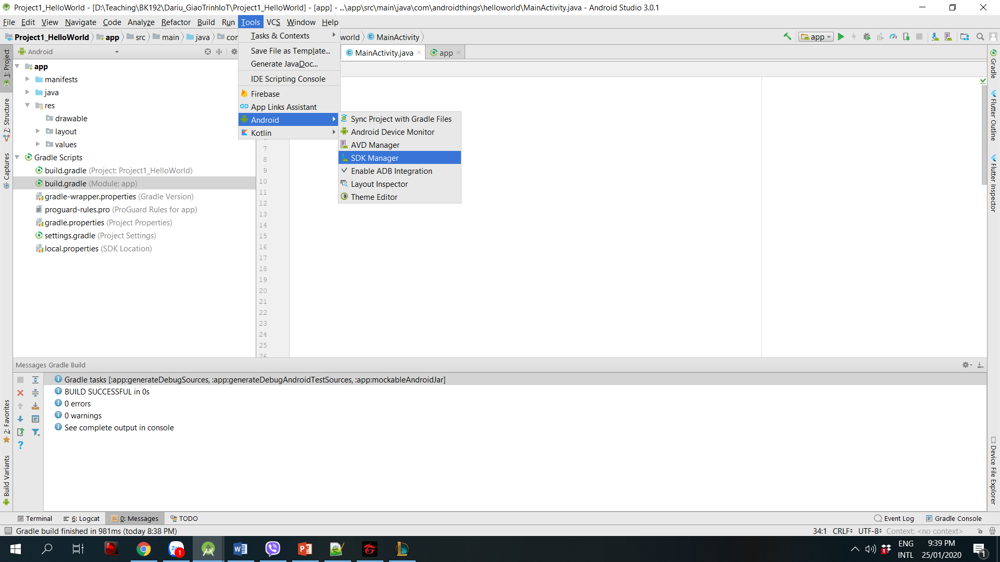 Project1_HelloWorld - [D:\Teaching\BK192\Dariu_GiaoTrinhIoT\Project1_HelloWorld] - [app] - ...\app\src\main\java\com\androidthings\helloworld\MainActivity.java - Android Studio 3.0.1
File Edit View Navigate Code Analyze Refactor Build Run Tools VCS Window Help
Project1_HelloWorld app src main java world MainActivity app
Tasks & Contexts
Save File as Template...
Generate JavaDoc...
IDE Scripting Console
Firebase
App Links Assistant
Android
Kotlin
Sync Project with Gradle Files
Android Device Monitor
AVD Manager
SDK Manager
Enable ADB Integration
Layout Inspector
Theme Editor
Android
MainActivity.java app
app
manifests
java
res
drawable
layout
values
Gradle Scripts
build.gradle (Project: Project1_HelloWorld)
build.gradle (Module: app)
gradle-wrapper.properties (Gradle Version)
proguard-rules.pro (ProGuard Rules for app)
gradle.properties (Project Properties)
settings.gradle (Project Settings)
local.properties (SDK Location)
7
8
9
10
11
12
13
14
15
16
17
18
19
20
21
22
23
24
25
26
1: Project
7: Structure
Captures
2: Favorites
Build Variants
Gradle
Flutter Outline
Flutter Inspector
Device File Explorer
Messages Gradle Build
Gradle tasks [:app:generateDebugSources, :app:generateDebugAndroidTestSources, :app:mockableAndroidJar]
BUILD SUCCESSFUL in 0s
0 errors
0 warnings
See complete output in console
Terminal 6: Logcat 0: Messages TODO Event Log Gradle Console
Gradle build finished in 981ms (today 8:38 PM) 34:1 CRLF UTF-8 Context: <no context>
ENG 9:39 PM
INTL 25/01/2020
1
1
1